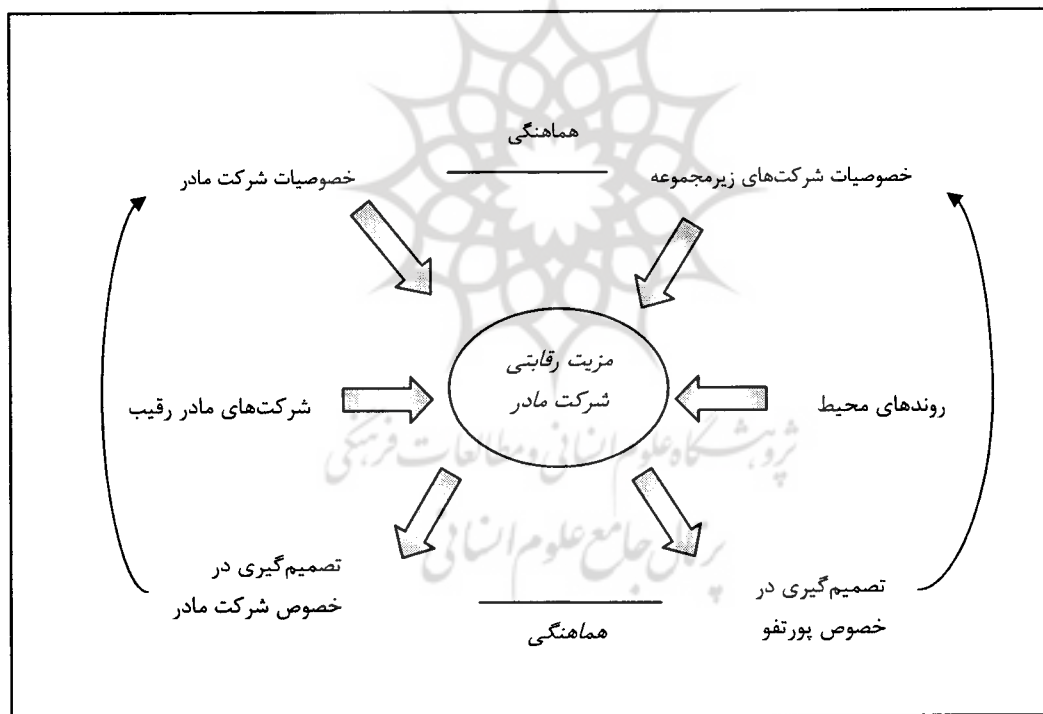 هماهنگی
خصوصیات شرکت‌های زیرمجموعه
خصوصیات شرکت مادر
مزیت رقابتی
شرکت مادر
روندهای محیط
شرکت‌های مادر رقیب
پژوهشگاه علوم انسانی و مطالعات فرهنگی
پرتال جامع علوم انسانی
تصمیم‌گیری در
خصوص پورتفو
تصمیم‌گیری در
خصوص شرکت مادر
هماهنگی